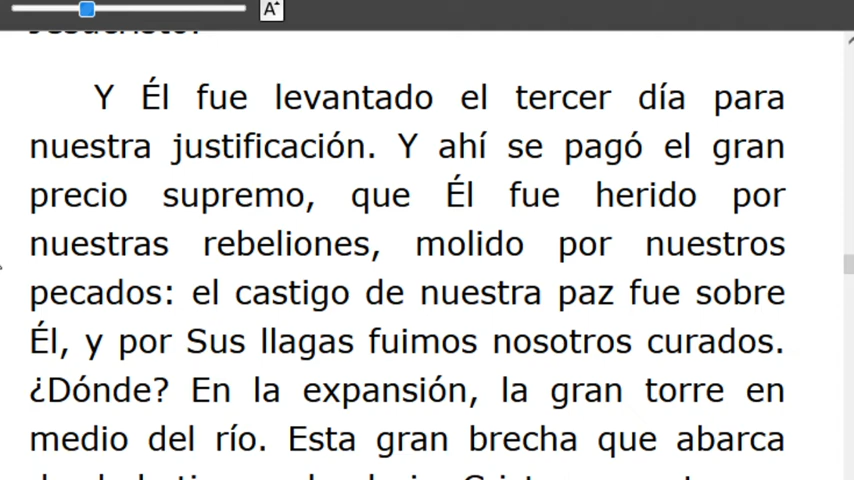 A
Y Él fue levantado el tercer día para
nuestra justificación. Y ahí se pagó el gran
precio supremo, que Él fue herido por
nuestras rebeliones, molido por nuestros
pecados: el castigo de nuestra paz fue sobre
Él, y por Sus llagas fuimos nosotros curados.
¿Dónde? En la expansión, la gran torre en
medio del río. Esta gran brecha que abarca